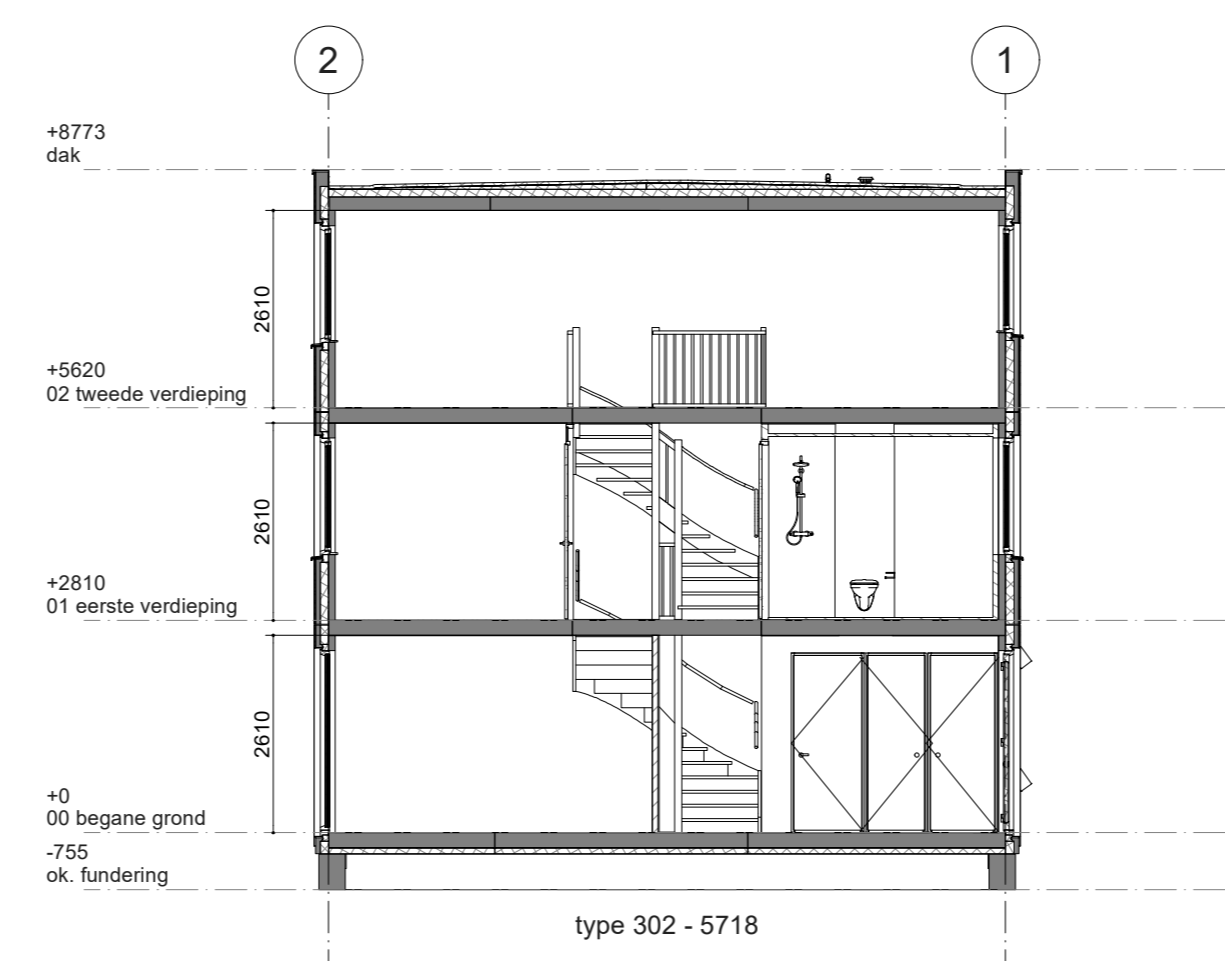 2
1
+8773
dak
2610
+5620
02 tweede verdieping
2610
+2810
01 eerste verdieping
2610
+0
00 begane grond
-755
ok. fundering
type 302 - 5718